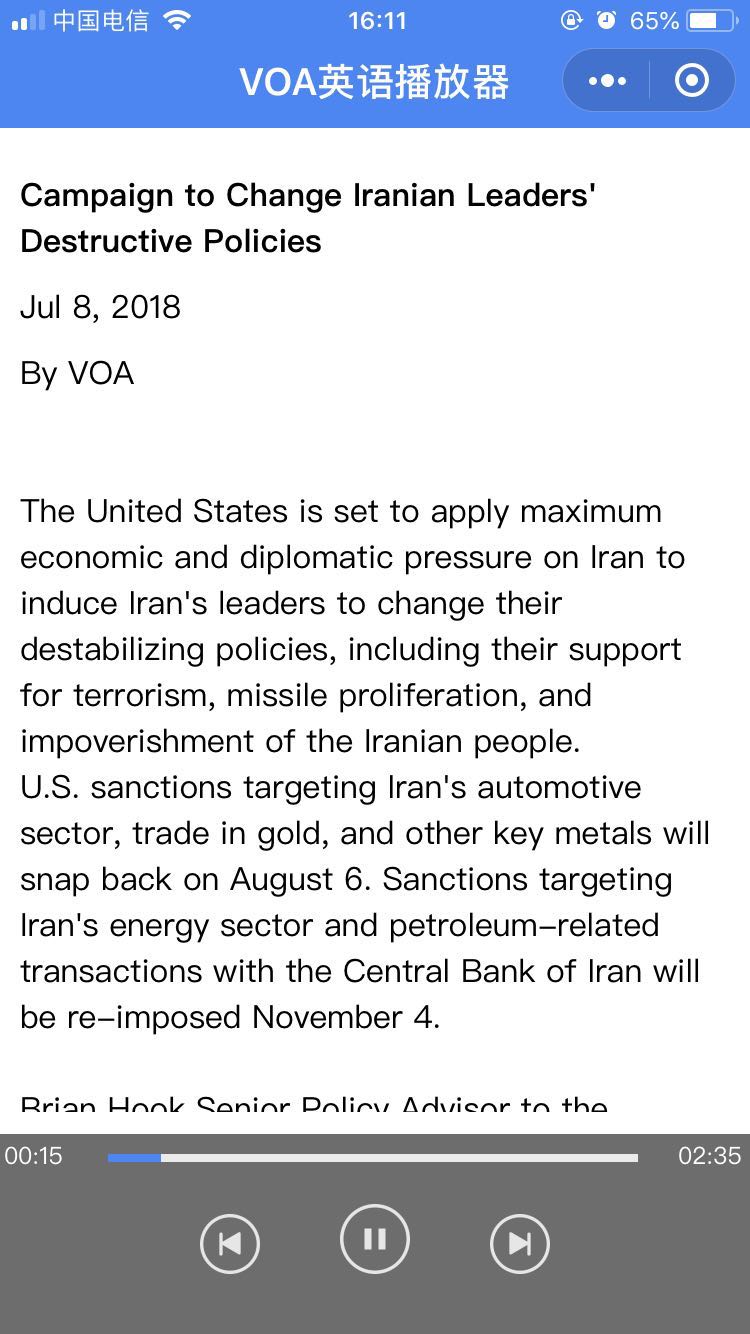 中国电信
16:11
65%
VOA英语播放器
Campaign to Change Iranian Leaders'
Destructive Policies
Jul 8, 2018
By VOA
The United States is set to apply maximum
economic and diplomatic pressure on Iran to
induce Iran's leaders to change their
destabilizing policies, including their support
for terrorism, missile proliferation, and
impoverishment of the Iranian people.
U.S. sanctions targeting Iran's automotive
sector, trade in gold, and other key metals will
snap back on August 6. Sanctions targeting
Iran's energy sector and petroleum–related
transactions with the Central Bank of Iran will
be re–imposed November 4.
Brian Hook Senior Policy Advisor to the
00:15
02:35